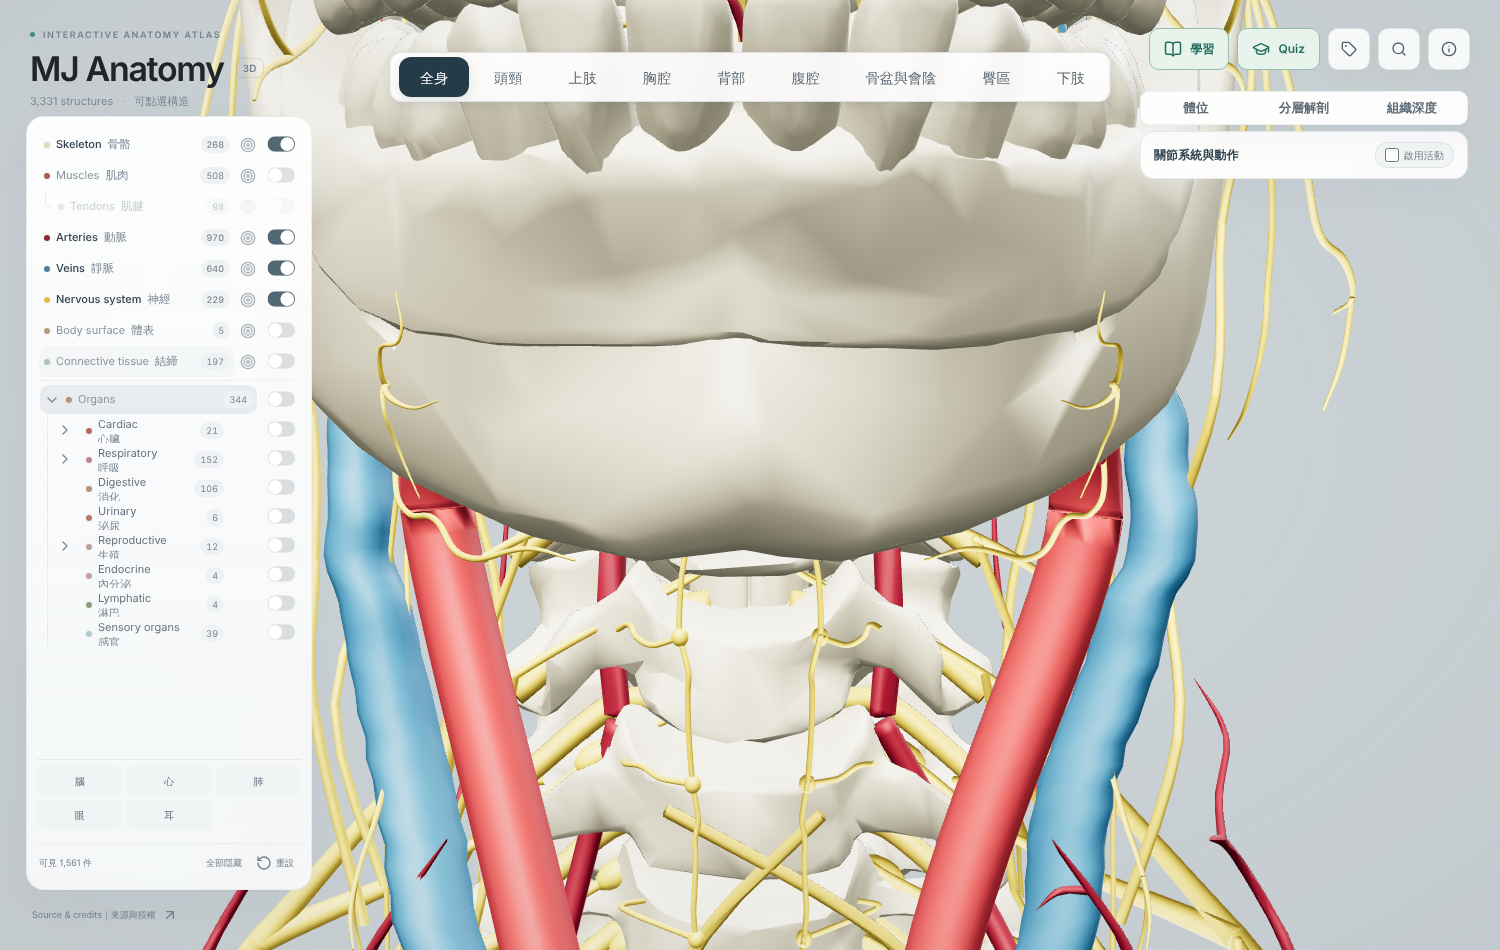 INTERACTIVE ANATOMY ATLAS
MJ Anatomy 3D
3,331 structures · 可點選構造
全身 頭頸 上肢 胸腔 背部 腹腔 骨盆與會陰 臀區 下肢
學習 Quiz
體位 分層解剖 組織深度
關節系統與動作 啟用活動
Skeleton 骨骼 268
Muscles 肌肉 508
Tendons 肌腱 98
Arteries 動脈 970
Veins 靜脈 640
Nervous system 神經 229
Body surface 體表 5
Connective tissue 結締 197
Organs 344
Cardiac 21
心臟
Respiratory 152
呼吸
Digestive 106
消化
Urinary 6
泌尿
Reproductive 12
生殖
Endocrine 4
內分泌
Lymphatic 4
淋巴
Sensory organs 39
感官
腦 心 肺
眼 耳
可見 1,561 件 全部隱藏 重設
Source & credits | 來源與授權